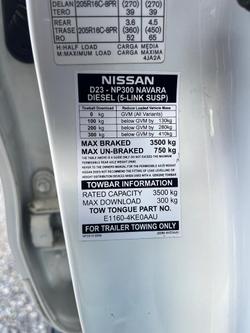 DELAN 205R16C-8PR (270) (270)
TERO 39 39
REAR 3.6 4.5
TRASE 205R16C-8PR (360) (450)
RO 52 65
H:HALF LOAD CARGA MEDIA
M:MAXIMUM LOAD CARGA MÁXIMA
4JA2A
NISSAN
D23 - NP300 NAVARA
DIESEL (5-LINK SUSP)
Towbar Download Reduce Loaded Vehicle Mass
0 kg GVM (All Variants)
100 kg below GVM by 130kg
200 kg below GVM by 280kg
300 kg below GVM by 410kg
MAX BRAKED 3500 kg
MAX UN-BRAKED 750 kg
TOWBAR INFORMATION
RATED CAPACITY 3500 kg
MAX DOWNLOAD 300 kg
TOW TONGUE PART NO.
E1160-4KE0AAU
FOR TRAILER TOWING ONLY